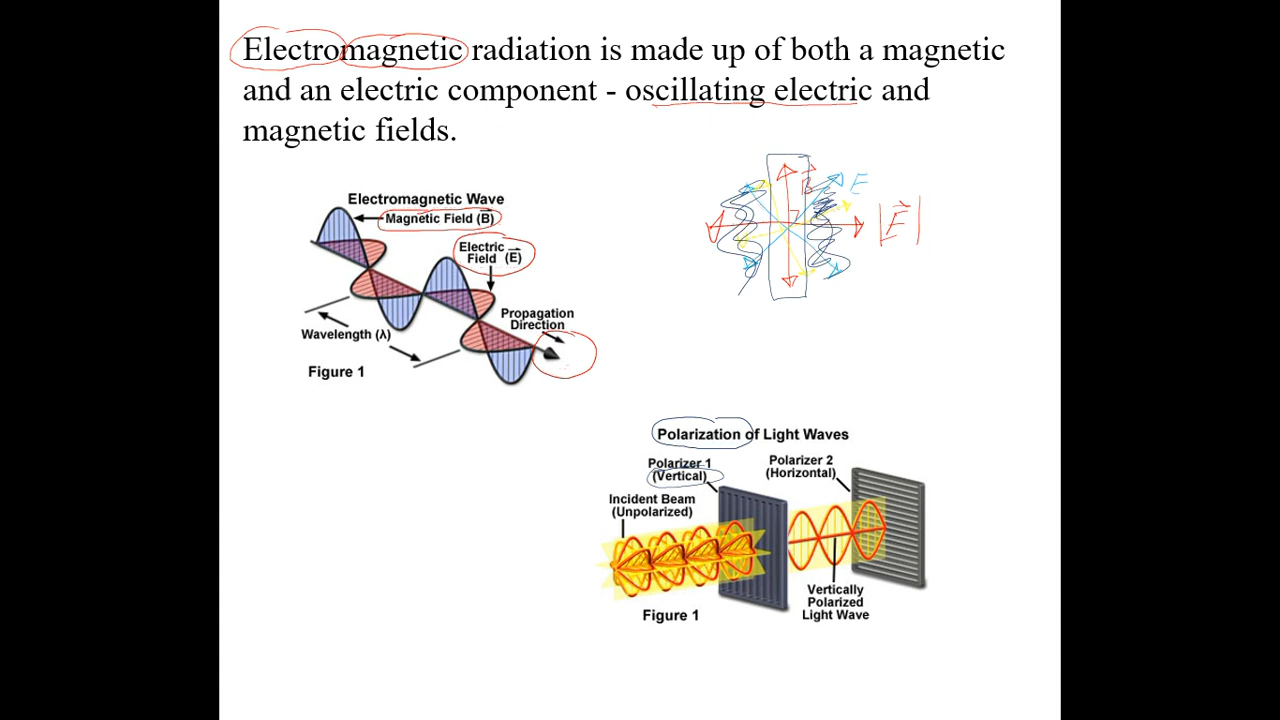 Electromagnetic radiation is made up of both a magnetic
and an electric component - oscillating electric and
magnetic fields.
Electromagnetic Wave
Magnetic Field (B)
Electric
Field (E)
Propagation
Direction
Wavelength (λ)
Figure 1
E
|E|
Polarization of Light Waves
Polarizer 1
(Vertical)
Polarizer 2
(Horizontal)
Incident Beam
(Unpolarized)
Vertically
Polarized
Light Wave
Figure 1